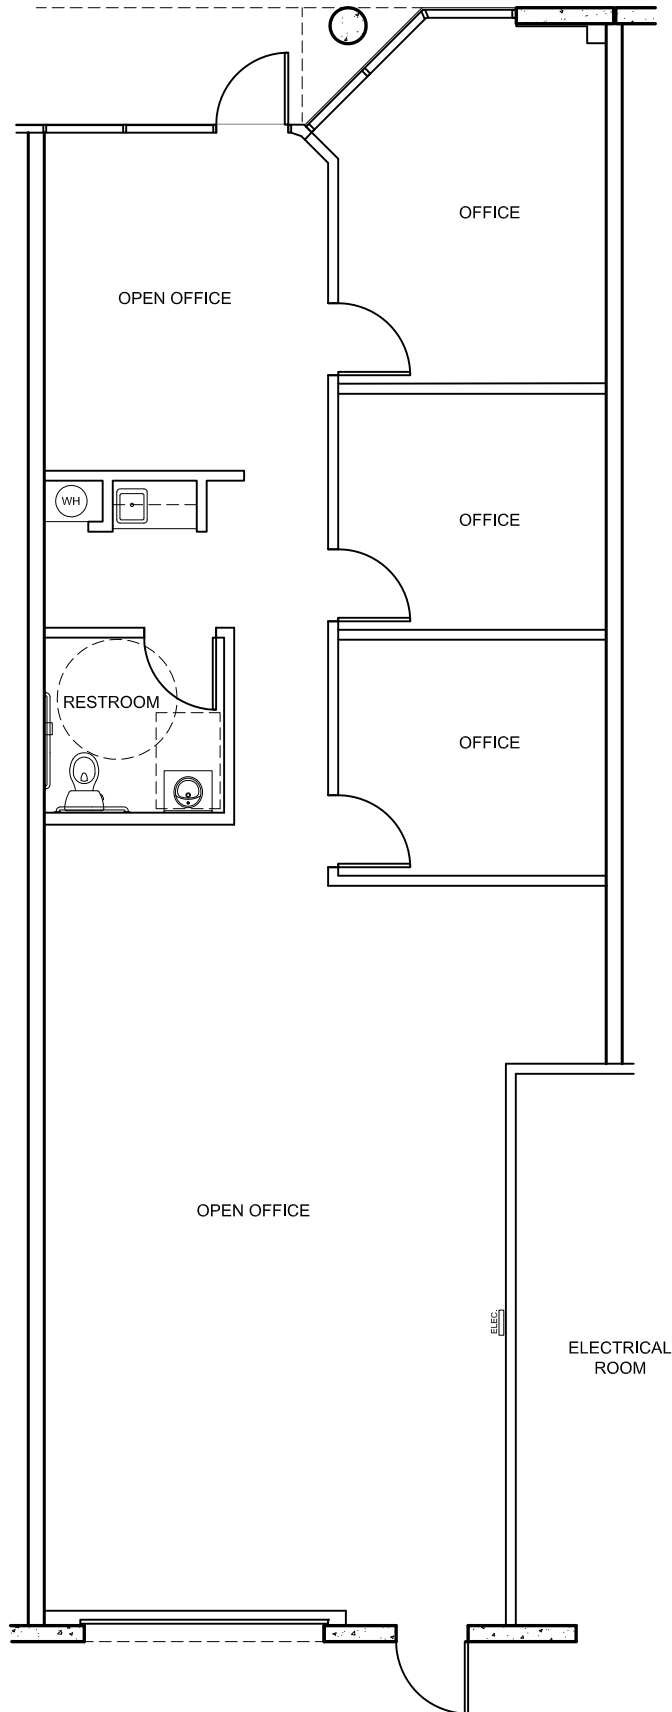 OFFICE
OPEN OFFICE
WH
OFFICE
RESTROOM
OFFICE
OPEN OFFICE
ELEC.
ELECTRICAL
ROOM